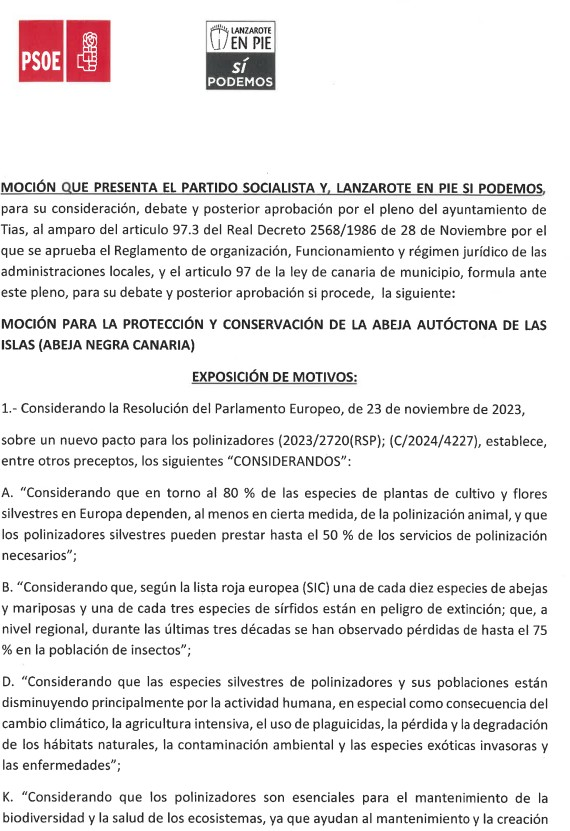 PSOE
LANZAROTE
EN PIE
sí
PODEMOS
MOCIÓN QUE PRESENTA EL PARTIDO SOCIALISTA Y, LANZAROTE EN PIE SI PODEMOS,
para su consideración, debate y posterior aprobación por el pleno del ayuntamiento de
Tias, al amparo del articulo 97.3 del Real Decreto 2568/1986 de 28 de Noviembre por el
que se aprueba el Reglamento de organización, Funcionamiento y régimen jurídico de las
administraciones locales, y el articulo 97 de la ley de canaria de municipio, formula ante
este pleno, para su debate y posterior aprobación si procede, la siguiente:
MOCIÓN PARA LA PROTECCIÓN Y CONSERVACIÓN DE LA ABEJA AUTÓCTONA DE LAS
ISLAS (ABEJA NEGRA CANARIA)
EXPOSICIÓN DE MOTIVOS:
1.- Considerando la Resolución del Parlamento Europeo, de 23 de noviembre de 2023,
sobre un nuevo pacto para los polinizadores (2023/2720(RSP); (C/2024/4227), establece,
entre otros preceptos, los siguientes “CONSIDERANDOS”:
A. “Considerando que en torno al 80 % de las especies de plantas de cultivo y flores
silvestres en Europa dependen, al menos en cierta medida, de la polinización animal, y que
los polinizadores silvestres pueden prestar hasta el 50 % de los servicios de polinización
necesarios”;
B. “Considerando que, según la lista roja europea (SIC) una de cada diez especies de abejas
y mariposas y una de cada tres especies de sírfidos están en peligro de extinción; que, a
nivel regional, durante las últimas tres décadas se han observado pérdidas de hasta el 75
% en la población de insectos”;
D. “Considerando que las especies silvestres de polinizadores y sus poblaciones están
disminuyendo principalmente por la actividad humana, en especial como consecuencia del
cambio climático, la agricultura intensiva, el uso de plaguicidas, la pérdida y la degradación
de los hábitats naturales, la contaminación ambiental y las especies exóticas invasoras y
las enfermedades”;
K. “Considerando que los polinizadores son esenciales para el mantenimiento de la
biodiversidad y la salud de los ecosistemas, ya que ayudan al mantenimiento y la creación